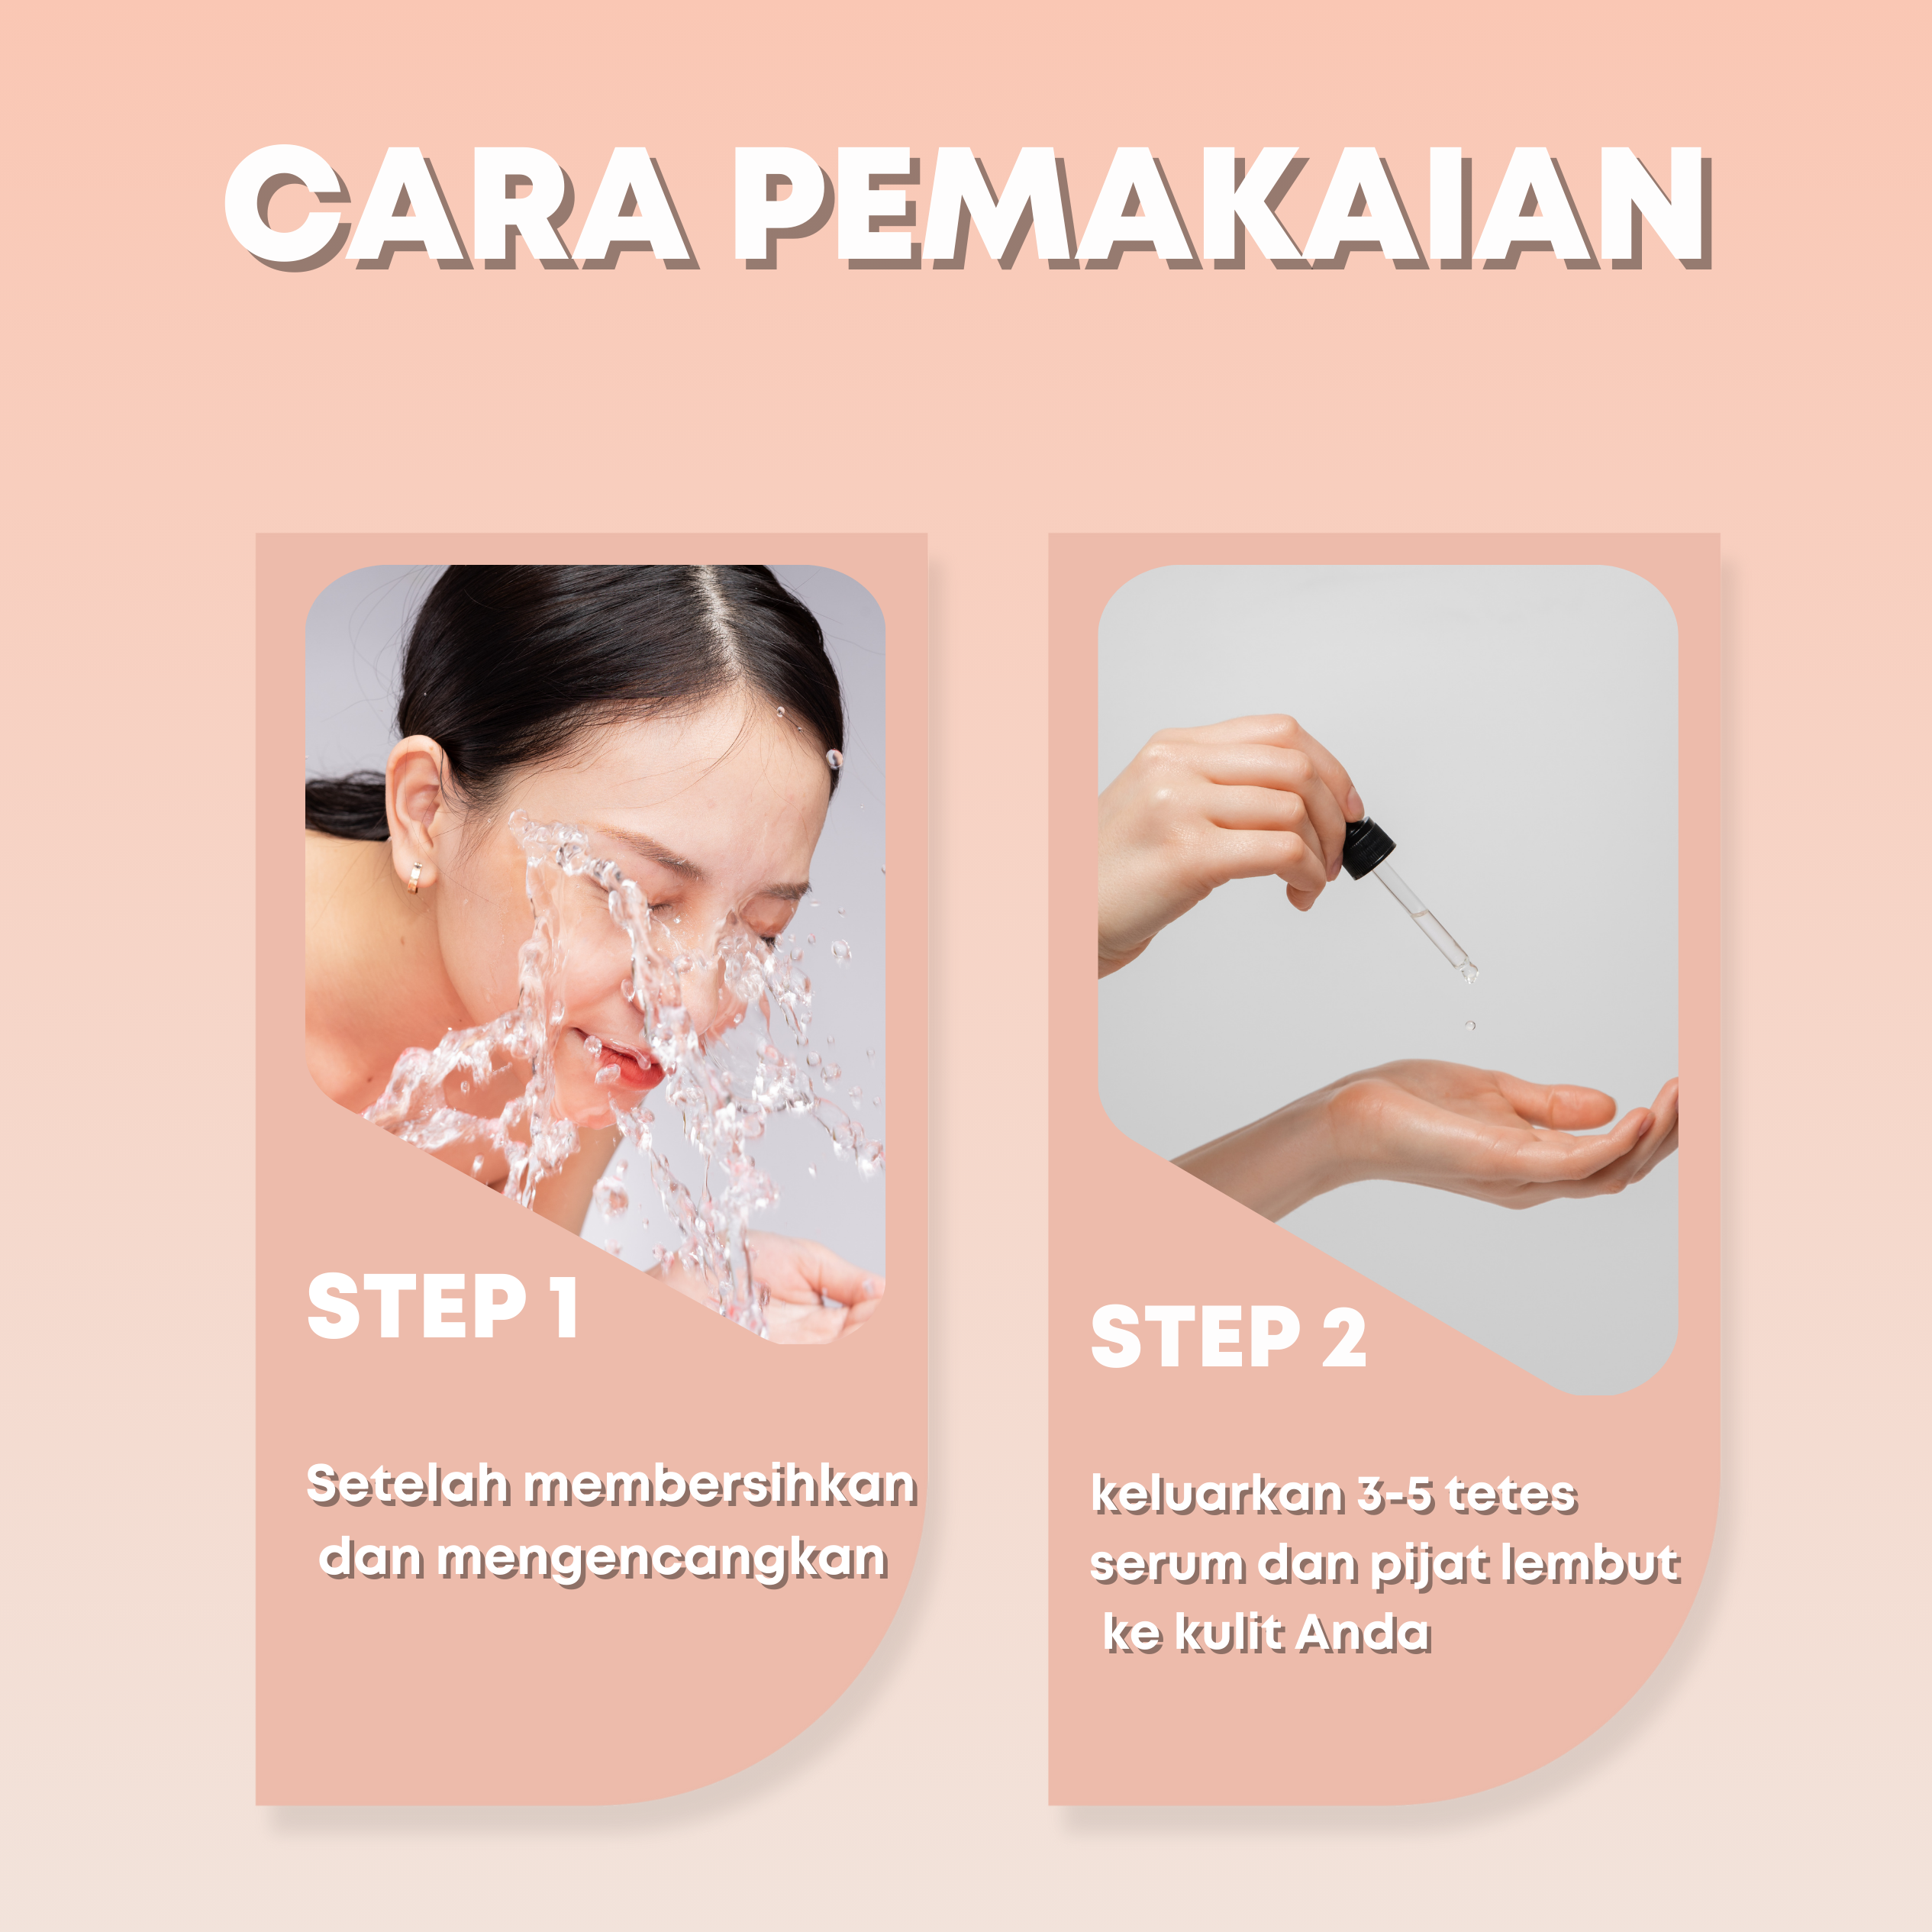 CARA PEMAKAIAN
STEP 1
Setelah membersihkan
dan mengencangkan
STEP 2
keluarkan 3-5 tetes
serum dan pijat lembut
ke kulit Anda